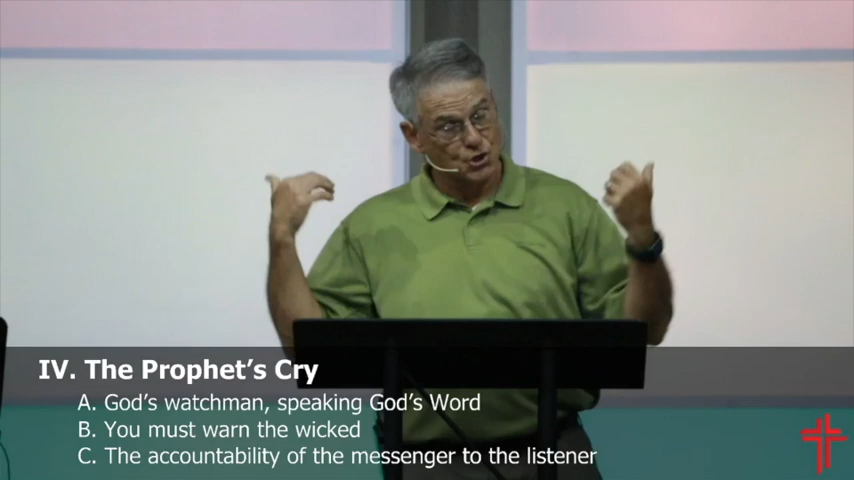 IV. The Prophet's Cry
A. God's watchman, speaking God's Word
B. You must warn the wicked
C. The accountability of the messenger to the listener